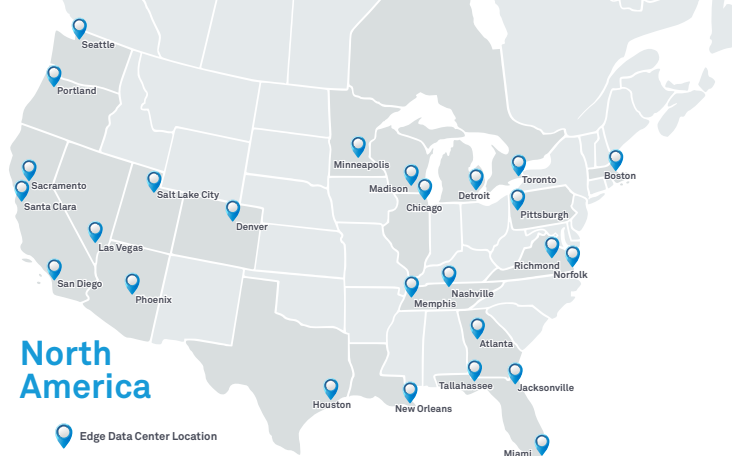 Seattle
Portland
Minneapolis
Sacramento
Salt Lake City
Madison
Toronto
Boston
Santa Clara
Chicago
Detroit
Pittsburgh
Denver
Las Vegas
Richmond
Norfolk
San Diego
Phoenix
Nashville
Memphis
Atlanta
North
America
Tallahassee
Jacksonville
Houston
New Orleans
Edge Data Center Location
Miami